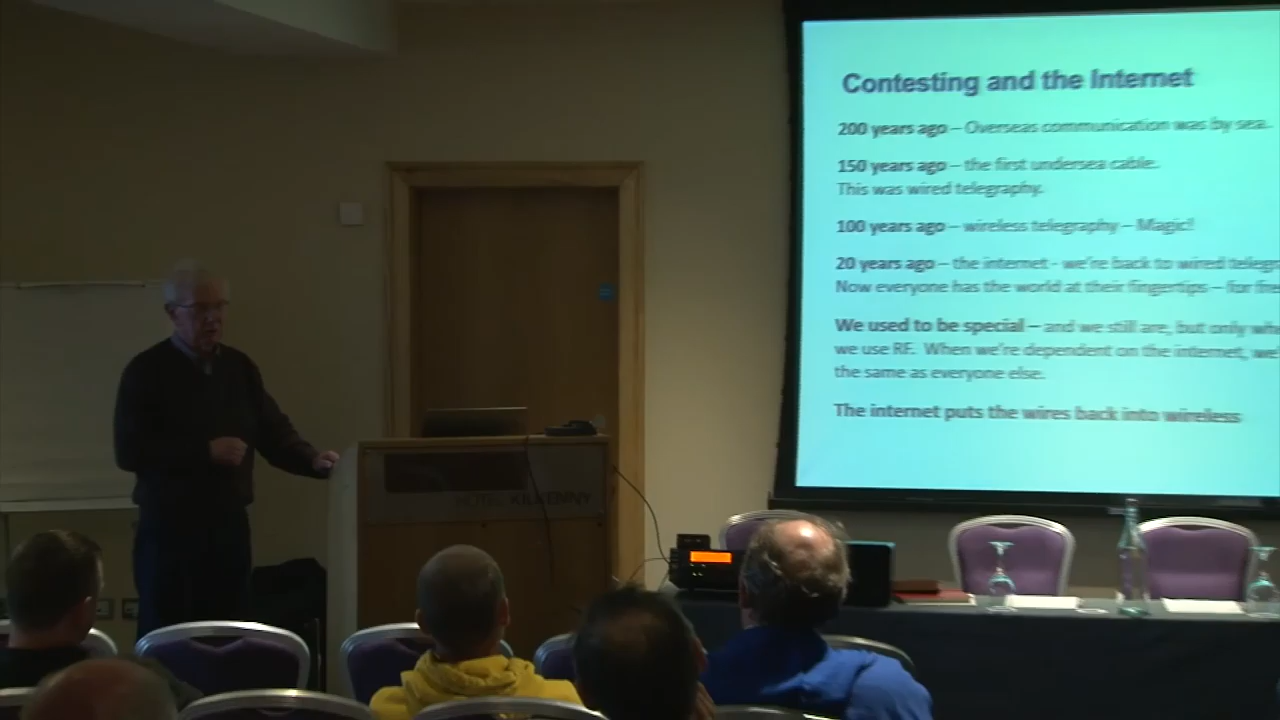 Contesting and the Internet
200 years ago – Overseas communication was by sea.
150 years ago – the first undersea cable.
This was wired telegraphy.
100 years ago – wireless telegraphy – Magic!
20 years ago – the internet - we're back to wired
Now everyone has the world at their fingertips – for
We used to be special – and we still are, but only
we use RF. When we're dependent on the internet,
the same as everyone else.
The internet puts the wires back into wireless
HOTEL KILKENNY